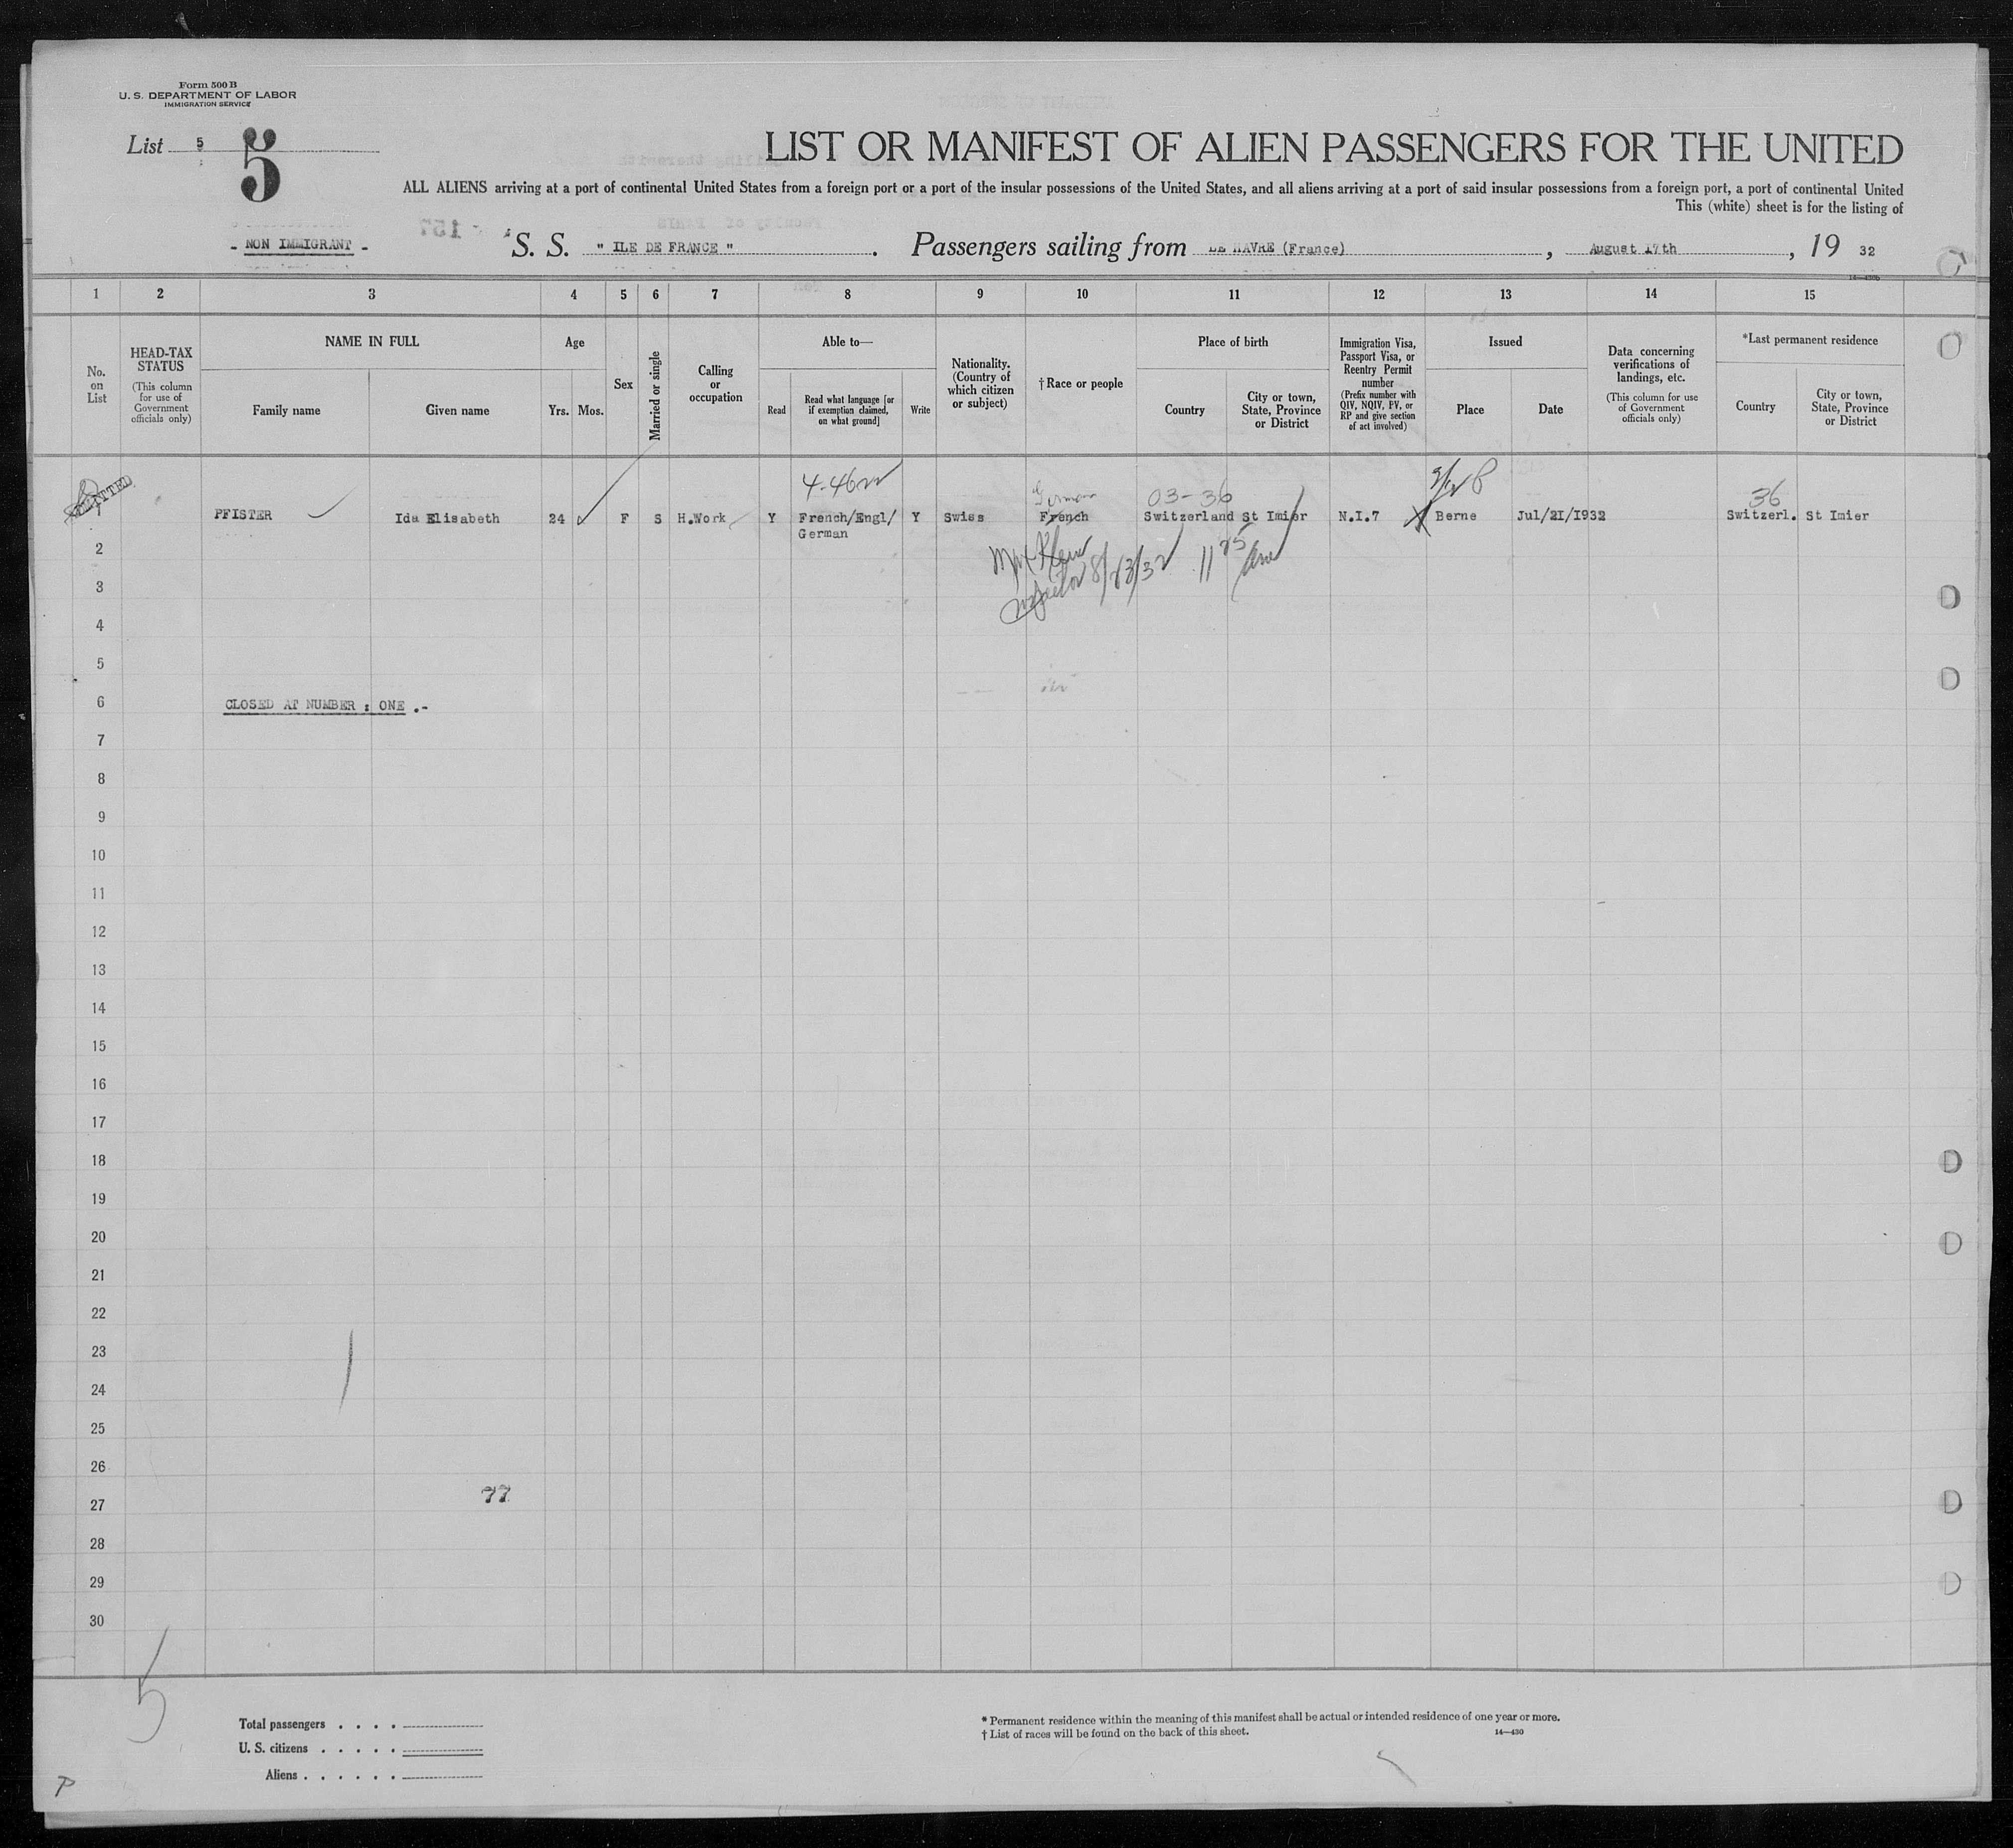 Form 500 B
U. S. DEPARTMENT OF LABOR
IMMIGRATION SERVICE
List 5
5
LIST OR MANIFEST OF ALIEN PASSENGERS FOR THE UNITED
ALL ALIENS arriving at a port of continental United States from a foreign port or a port of the insular possessions of the United States, and all aliens arriving at a port of said insular possessions from a foreign port, a port of continental United
This (white) sheet is for the listing of
- NON IMMIGRANT - S. S. " ILE DE FRANCE ". Passengers sailing from LE HAVRE (France), August 17th, 19 32
14—430b
1 2 3 4 5 6 7 8 9 10 11 12 13 14 15
No. on List
HEAD-TAX STATUS
(This column for use of Government officials only)
NAME IN FULL
Family name
Given name
Age
Yrs. Mos.
Sex
Married or single
Calling or occupation
Able to—
Read
Read what language [or if exemption claimed, on what ground]
Write
Nationality. (Country of which citizen or subject)
† Race or people
Place of birth
Country
City or town, State, Province or District
Immigration Visa, Passport Visa, or Reentry Permit number
(Prefix number with QIV, NQIV, PV, or RP and give section of act involved)
Issued
Place
Date
Data concerning verifications of landings, etc.
(This column for use of Government officials only)
*Last permanent residence
Country
City or town, State, Province or District
4-46 German 03-36 36
1 PFISTER Ida Elisabeth 24 F S H.Work Y French/Engl/ Y Swiss French Switzerland St Imier N.I.7 Berne Jul/21/1932 Switzerl. St Imier
German
Inspector 8/23/32 11 25
2
3
4
5
6 CLOSED AT NUMBER : ONE .-
7
8
9
10
11
12
13
14
15
16
17
18
19
20
21
22
23
24
25
26
77
27
28
29
30
5
Total passengers . . . .
U. S. citizens . . . . .
Aliens . . . . . .
* Permanent residence within the meaning of this manifest shall be actual or intended residence of one year or more.
† List of races will be found on the back of this sheet.
14—430
P